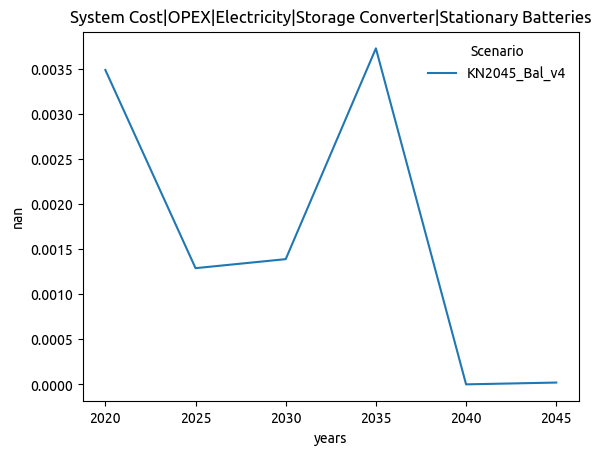 System Cost|OPEX|Electricity|Storage Converter|Stationary Batteries
Scenario
KN2045_Bal_v4
nan
0.0035
0.0030
0.0025
0.0020
0.0015
0.0010
0.0005
0.0000
2020 2025 2030 2035 2040 2045
years